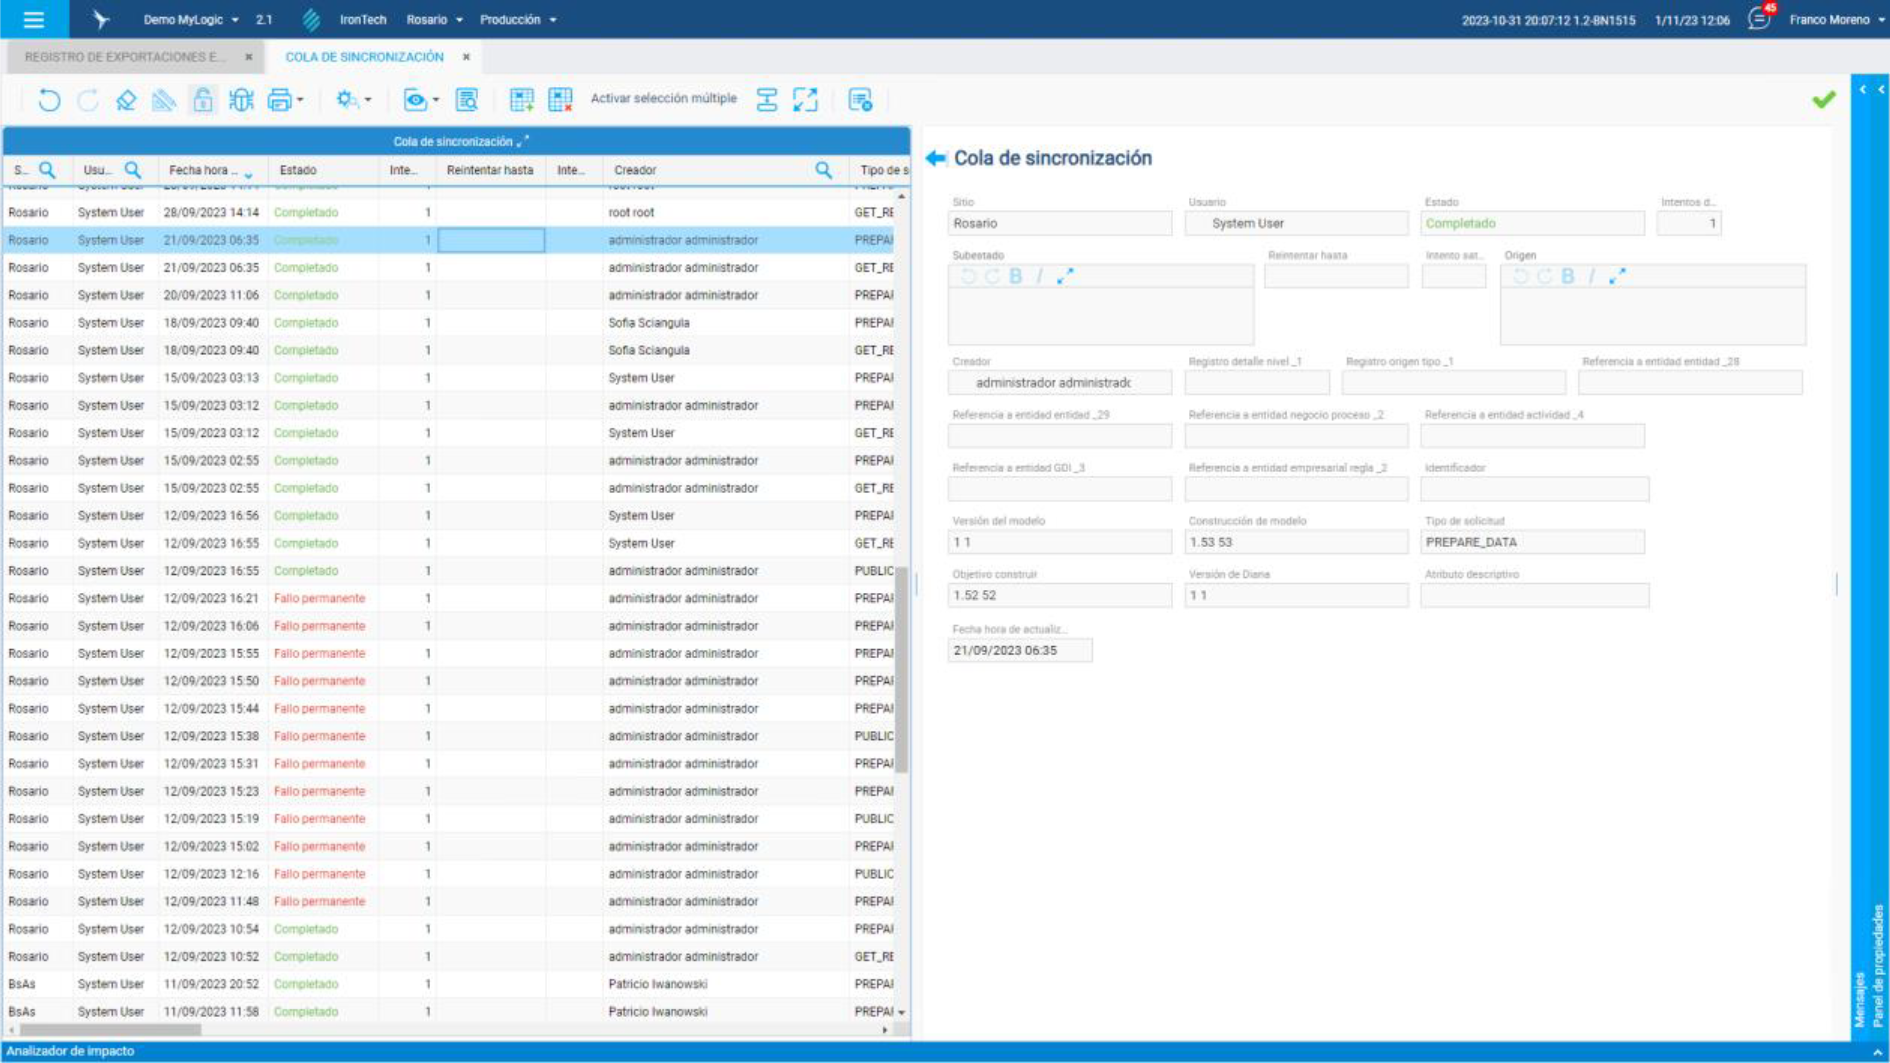 Demo MyLogic 2.1 IronTech Rosario Producción 2023-10-31 20:07:12 1.2-BN1515 1/11/23 12:06 45 Franco Moreno
REGISTRO DE EXPORTACIONES E... × COLA DE SINCRONIZACIÓN ×
Activar selección múltiple
Cola de sincronización
S... Usu... Fecha hora ... Estado Inte... Reintentar hasta Inte... Creador Tipo de s
Rosario System User 28/09/2023 14:14 Completado 1 root root GET_RE
Rosario System User 21/09/2023 06:35 Completado 1 administrador administrador PREPAI
Rosario System User 21/09/2023 06:35 Completado 1 administrador administrador GET_RE
Rosario System User 20/09/2023 11:06 Completado 1 administrador administrador PREPAI
Rosario System User 18/09/2023 09:40 Completado 1 Sofia Sciangula PREPAI
Rosario System User 18/09/2023 09:40 Completado 1 Sofia Sciangula GET_RE
Rosario System User 15/09/2023 03:13 Completado 1 System User PREPAI
Rosario System User 15/09/2023 03:12 Completado 1 administrador administrador PREPAI
Rosario System User 15/09/2023 03:12 Completado 1 System User GET_RE
Rosario System User 15/09/2023 02:55 Completado 1 administrador administrador PREPAI
Rosario System User 15/09/2023 02:55 Completado 1 administrador administrador GET_RE
Rosario System User 12/09/2023 16:56 Completado 1 System User PREPAI
Rosario System User 12/09/2023 16:55 Completado 1 System User GET_RE
Rosario System User 12/09/2023 16:55 Completado 1 administrador administrador PUBLIC
Rosario System User 12/09/2023 16:21 Fallo permanente 1 administrador administrador PREPAI
Rosario System User 12/09/2023 16:06 Fallo permanente 1 administrador administrador PREPAI
Rosario System User 12/09/2023 15:55 Fallo permanente 1 administrador administrador PREPAI
Rosario System User 12/09/2023 15:50 Fallo permanente 1 administrador administrador PREPAI
Rosario System User 12/09/2023 15:44 Fallo permanente 1 administrador administrador PREPAI
Rosario System User 12/09/2023 15:38 Fallo permanente 1 administrador administrador PUBLIC
Rosario System User 12/09/2023 15:31 Fallo permanente 1 administrador administrador PREPAI
Rosario System User 12/09/2023 15:23 Fallo permanente 1 administrador administrador PREPAI
Rosario System User 12/09/2023 15:19 Fallo permanente 1 administrador administrador PUBLIC
Rosario System User 12/09/2023 15:02 Fallo permanente 1 administrador administrador PREPAI
Rosario System User 12/09/2023 12:16 Fallo permanente 1 administrador administrador PUBLIC
Rosario System User 12/09/2023 11:48 Fallo permanente 1 administrador administrador PREPAI
Rosario System User 12/09/2023 10:54 Completado 1 administrador administrador PREPAI
Rosario System User 12/09/2023 10:52 Completado 1 administrador administrador GET_RE
BsAs System User 11/09/2023 20:52 Completado 1 Patricio Iwanowski PREPAI
BsAs System User 11/09/2023 11:58 Completado 1 Patricio Iwanowski PREPAI
Cola de sincronización
Sitio Usuario Estado Intentos d...
Rosario System User Completado 1
Subestado Reintentar hasta Intento sat... Origen
B I B I
Creador Registro detalle nivel _1 Registro origen tipo _1 Referencia a entidad entidad _28
administrador administradc
Referencia a entidad entidad _29 Referencia a entidad negocio proceso _2 Referencia a entidad actividad _4
Referencia a entidad GDI _3 Referencia a entidad empresarial regla _2 Identificador
Versión del modelo Construcción de modelo Tipo de solicitud
1 1 1.53 53 PREPARE_DATA
Objetivo construir Versión de Diana Atributo descriptivo
1.52 52 1 1
Fecha hora de actualiz...
21/09/2023 06:35
Mensajes
Panel de propiedades
Analizador de impacto